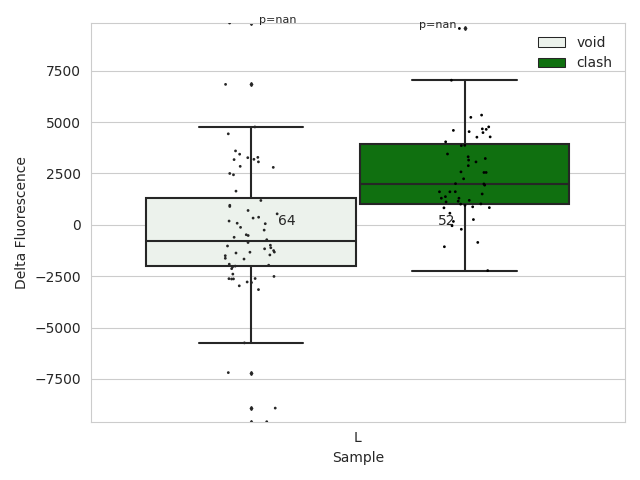 p=nan
p=nan
void
clash
7500
5000
2500
0
−2500
−5000
−7500
Delta Fluorescence
64
52
L
Sample